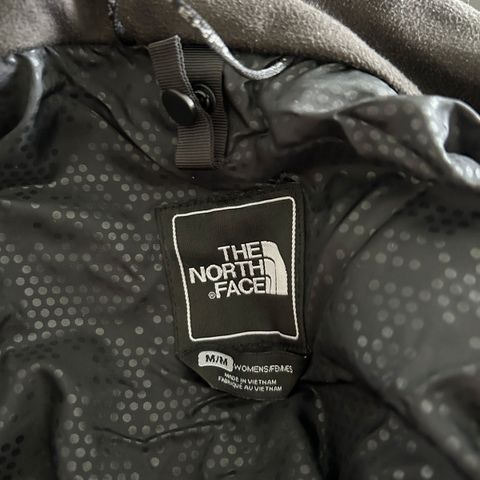 THE
NORTH
FACE®
M/M WOMENS/FEMMES
MADE IN VIETNAM
FABRIQUÉ AU VIETNAM